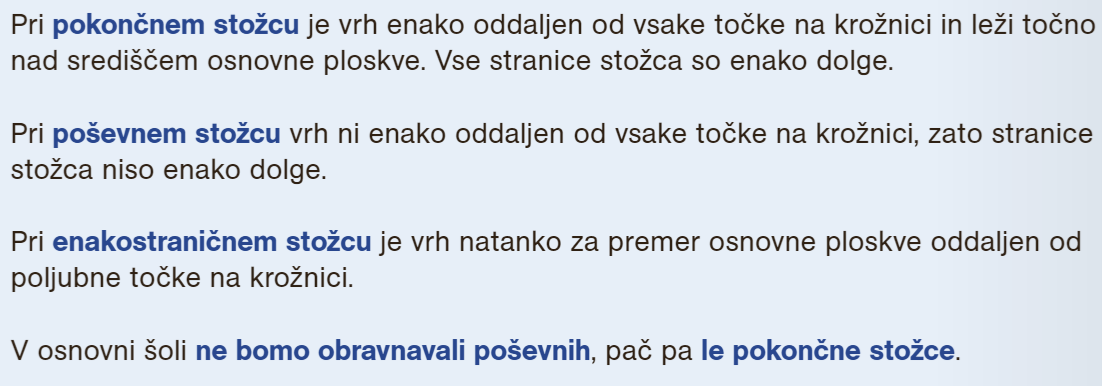 Pri pokončnem stožcu je vrh enako oddaljen od vsake točke na krožnici in leži točno
nad središčem osnovne ploskve. Vse stranice stožca so enako dolge.
Pri poševnem stožcu vrh ni enako oddaljen od vsake točke na krožnici, zato stranice
stožca niso enako dolge.
Pri enakostraničnem stožcu je vrh natanko za premer osnovne ploskve oddaljen od
poljubne točke na krožnici.
V osnovni šoli ne bomo obravnavali poševnih, pač pa le pokončne stožce.